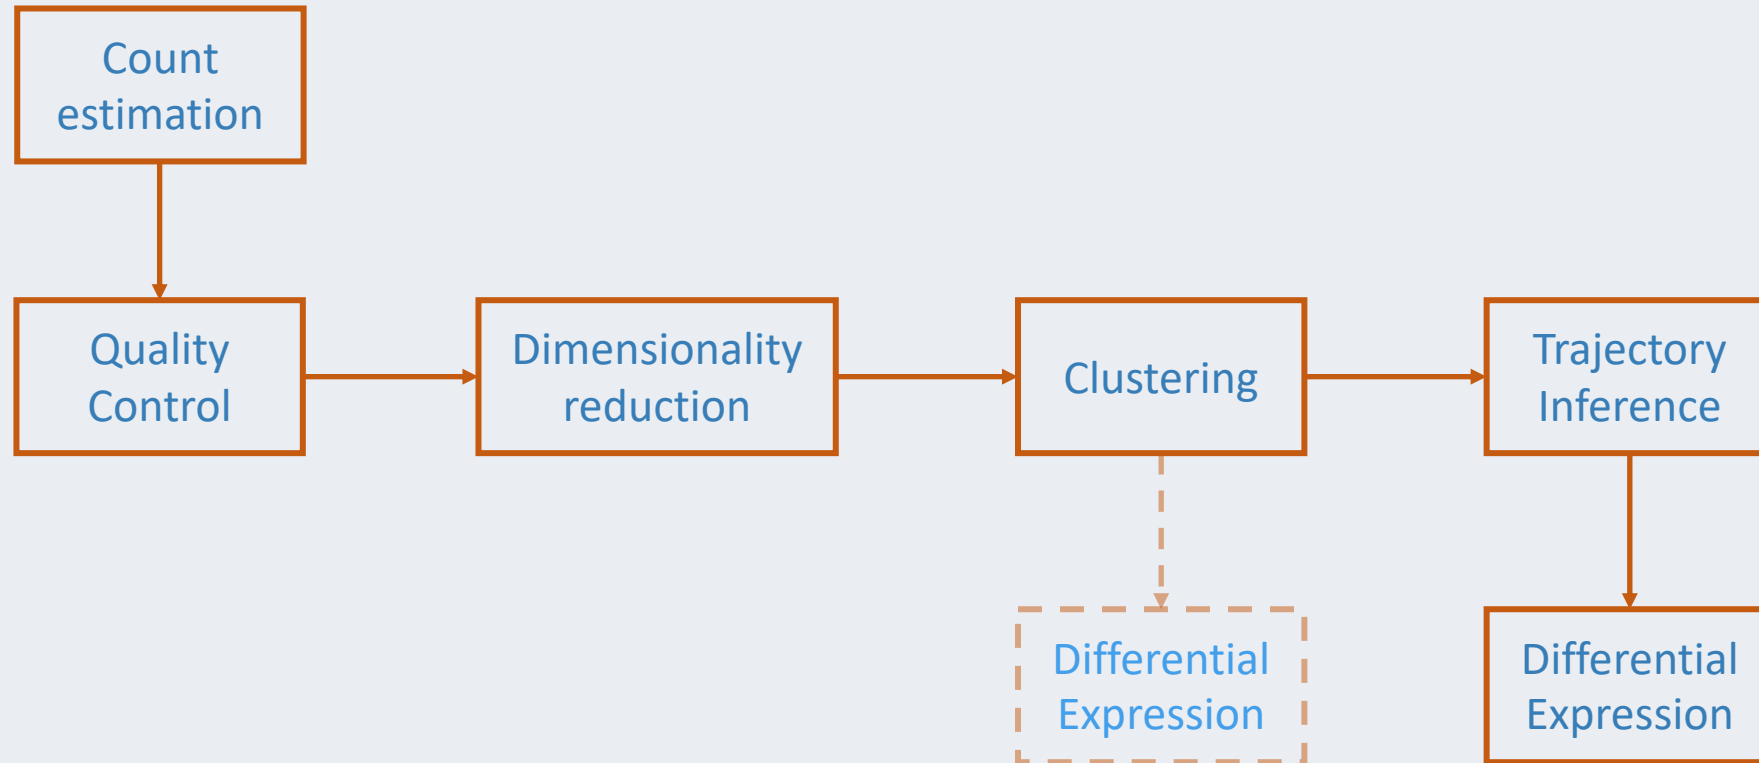 Count
estimation
Quality
Control
Dimensionality
reduction
Clustering
Trajectory
Inference
Differential
Expression
Differential
Expression